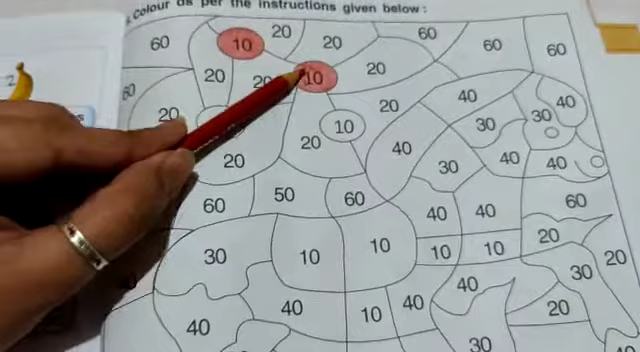 Colour as per the instructions given below :
60 10 20 20 60 60 60
20 20 10 20
60 20 20 40 30 30 40
20 20 10 40 30 40 40
60 50 60 40 40 60
30 10 10 10 10 20 20
40 40 10 40 40 30 20
30 40
2